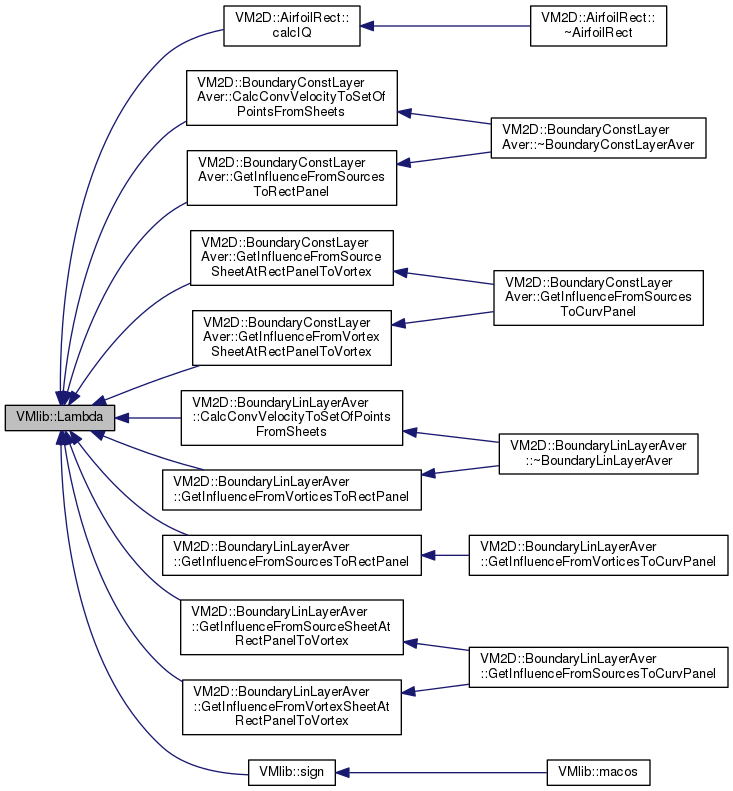 VM2D::AirfoilRect::
calcIQ
VM2D::AirfoilRect::
~AirfoilRect
VM2D::BoundaryConstLayer
Aver::CalcConvVelocityToSetOf
PointsFromSheets
VM2D::BoundaryConstLayer
Aver::~BoundaryConstLayerAver
VM2D::BoundaryConstLayer
Aver::GetInfluenceFromSources
ToRectPanel
VM2D::BoundaryConstLayer
Aver::GetInfluenceFromSource
SheetAtRectPanelToVortex
VM2D::BoundaryConstLayer
Aver::GetInfluenceFromSources
ToCurvPanel
VM2D::BoundaryConstLayer
Aver::GetInfluenceFromVortex
SheetAtRectPanelToVortex
VMlib::Lambda
VM2D::BoundaryLinLayerAver
::CalcConvVelocityToSetOfPoints
FromSheets
VM2D::BoundaryLinLayerAver
::~BoundaryLinLayerAver
VM2D::BoundaryLinLayerAver
::GetInfluenceFromVorticesToRectPanel
VM2D::BoundaryLinLayerAver
::GetInfluenceFromSourcesToRectPanel
VM2D::BoundaryLinLayerAver
::GetInfluenceFromVorticesToCurvPanel
VM2D::BoundaryLinLayerAver
::GetInfluenceFromSourceSheetAt
RectPanelToVortex
VM2D::BoundaryLinLayerAver
::GetInfluenceFromSourcesToCurvPanel
VM2D::BoundaryLinLayerAver
::GetInfluenceFromVortexSheetAt
RectPanelToVortex
VMlib::sign
VMlib::macos